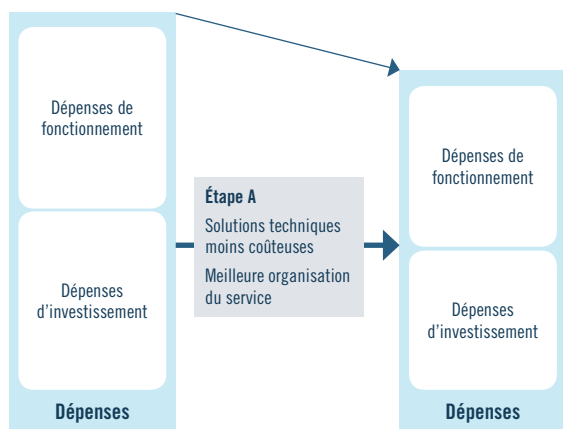 Dépenses de
fonctionnement
Dépenses
d'investissement
Dépenses
Étape A
Solutions techniques
moins coûteuses
Meilleure organisation
du service
Dépenses de
fonctionnement
Dépenses
d'investissement
Dépenses